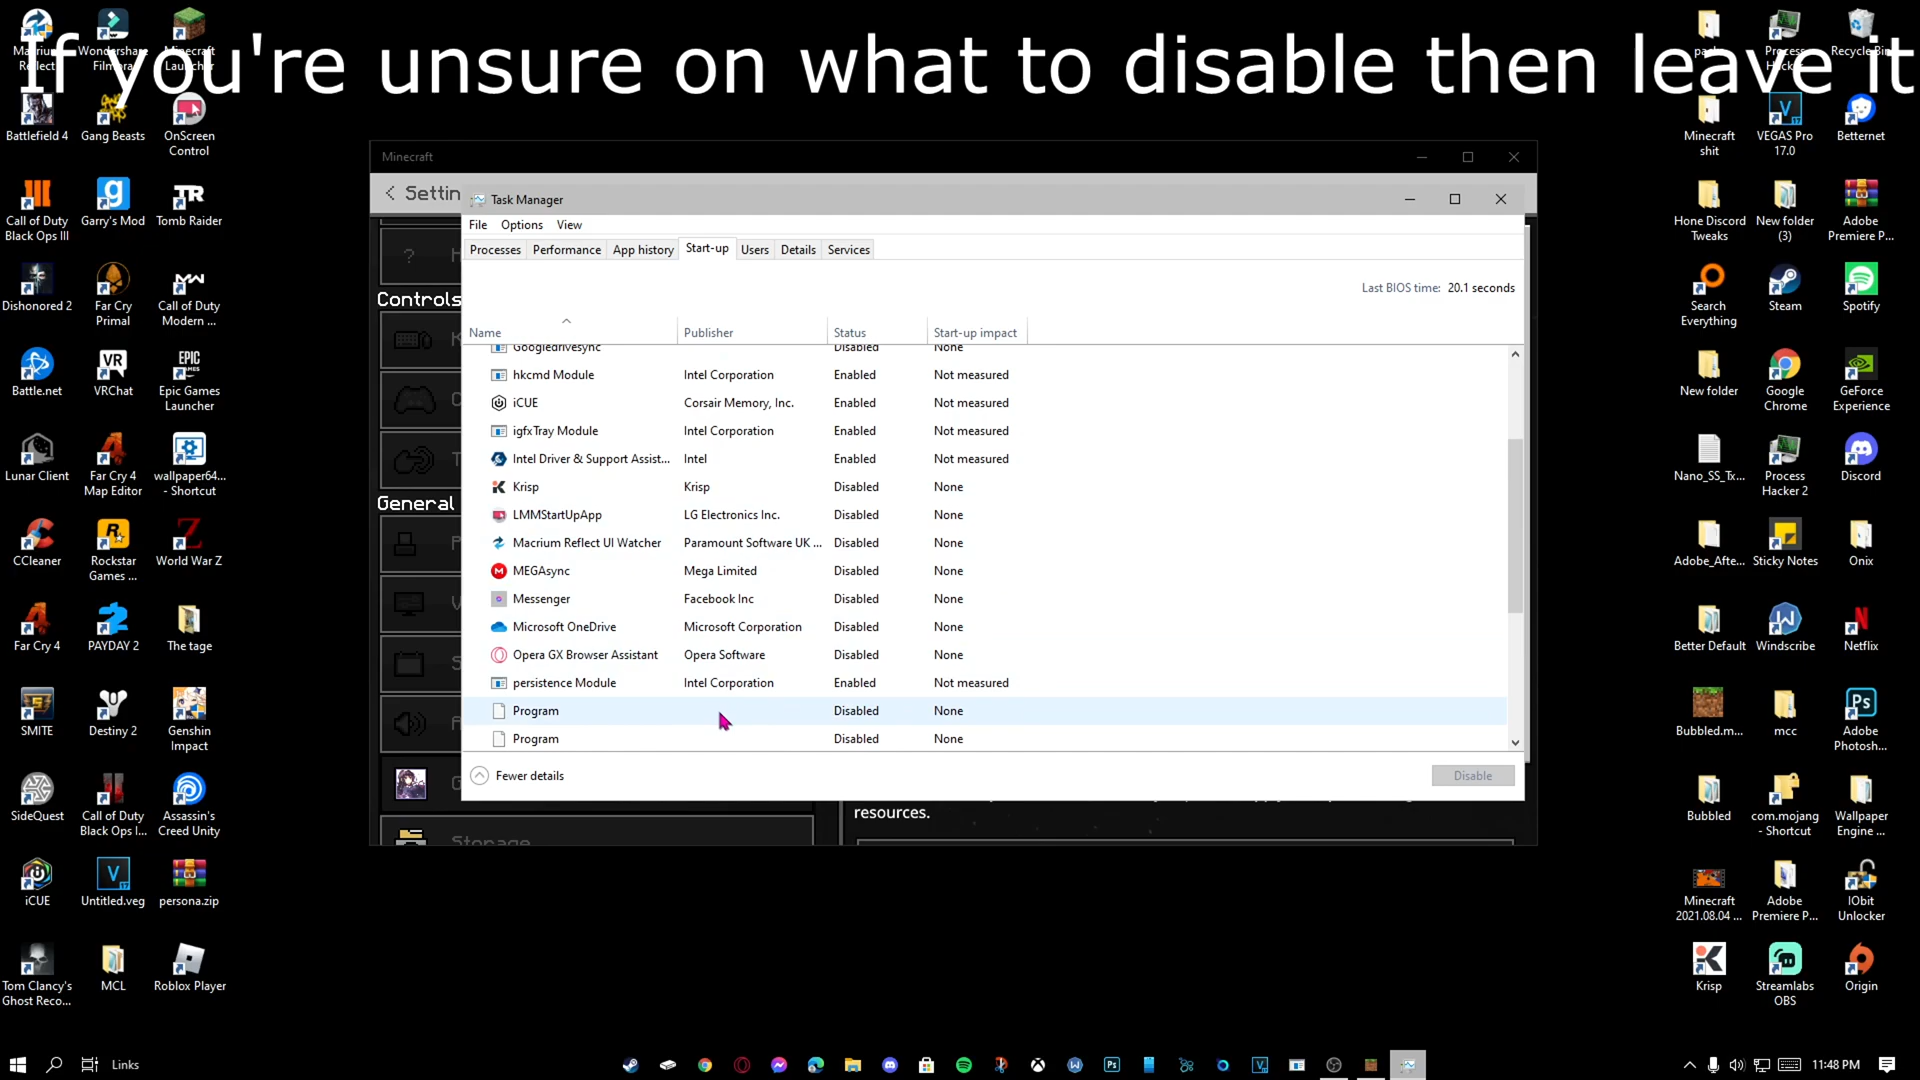 If you're unsure on what to disable then leave it
Battlefield 4
Gang Beasts
OnScreen
Control
Call of Duty
Black Ops III
Garry's Mod
Tomb Raider
Dishonored 2
Far Cry
Primal
Call of Duty
Modern ...
Battle.net
VRChat
Epic Games
Launcher
Lunar Client
Far Cry 4
Map Editor
wallpaper64...
- Shortcut
CCleaner
Rockstar
Games ...
World War Z
Far Cry 4
PAYDAY 2
The tage
SMITE
Destiny 2
Genshin
Impact
SideQuest
Call of Duty
Black Ops I...
Assassin's
Creed Unity
iCUE
Untitled.veg
persona.zip
Tom Clancy's
Ghost Reco...
MCL
Roblox Player
Minecraft
Settin
Controls
General
Storage
resources.
Task Manager
File Options View
Processes Performance App history Start-up Users Details Services
Last BIOS time: 20.1 seconds
Name Publisher Status Start-up impact
Googledrivesync Disabled None
hkcmd Module Intel Corporation Enabled Not measured
iCUE Corsair Memory, Inc. Enabled Not measured
igfxTray Module Intel Corporation Enabled Not measured
Intel Driver & Support Assist... Intel Enabled Not measured
Krisp Krisp Disabled None
LMMStartUpApp LG Electronics Inc. Disabled None
Macrium Reflect UI Watcher Paramount Software UK ... Disabled None
MEGAsync Mega Limited Disabled None
Messenger Facebook Inc Disabled None
Microsoft OneDrive Microsoft Corporation Disabled None
Opera GX Browser Assistant Opera Software Disabled None
persistence Module Intel Corporation Enabled Not measured
Program Disabled None
Program Disabled None
Fewer details
Disable
Recycle Bin
Minecraft
shit
VEGAS Pro
17.0
Betternet
Hone Discord
Tweaks
New folder
(3)
Adobe
Premiere P...
Search
Everything
Steam
Spotify
New folder
Google
Chrome
GeForce
Experience
Nano_SS_Tx...
Process
Hacker 2
Discord
Adobe_Afte...
Sticky Notes
Onix
Better Default
Windscribe
Netflix
Bubbled.m...
mcc
Adobe
Photosh...
Bubbled
com.mojang
- Shortcut
Wallpaper
Engine ...
Minecraft
2021.08.04 ...
Adobe
Premiere P...
IObit
Unlocker
Krisp
Streamlabs
OBS
Origin
Links
11:48 PM